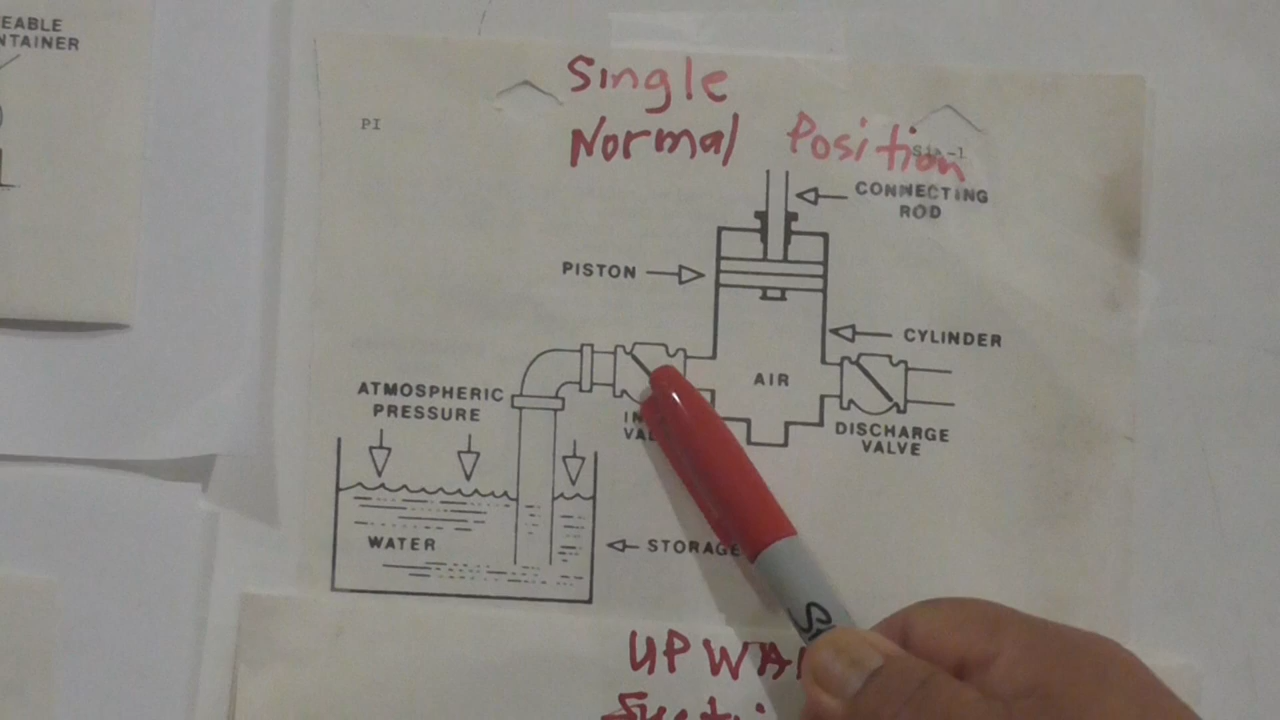 EABLE
NTAINER
Single
Normal Position
PI
CONNECTING
ROD
PISTON
CYLINDER
AIR
ATMOSPHERIC
PRESSURE
DISCHARGE
VALVE
WATER
STORAGE
UPWA